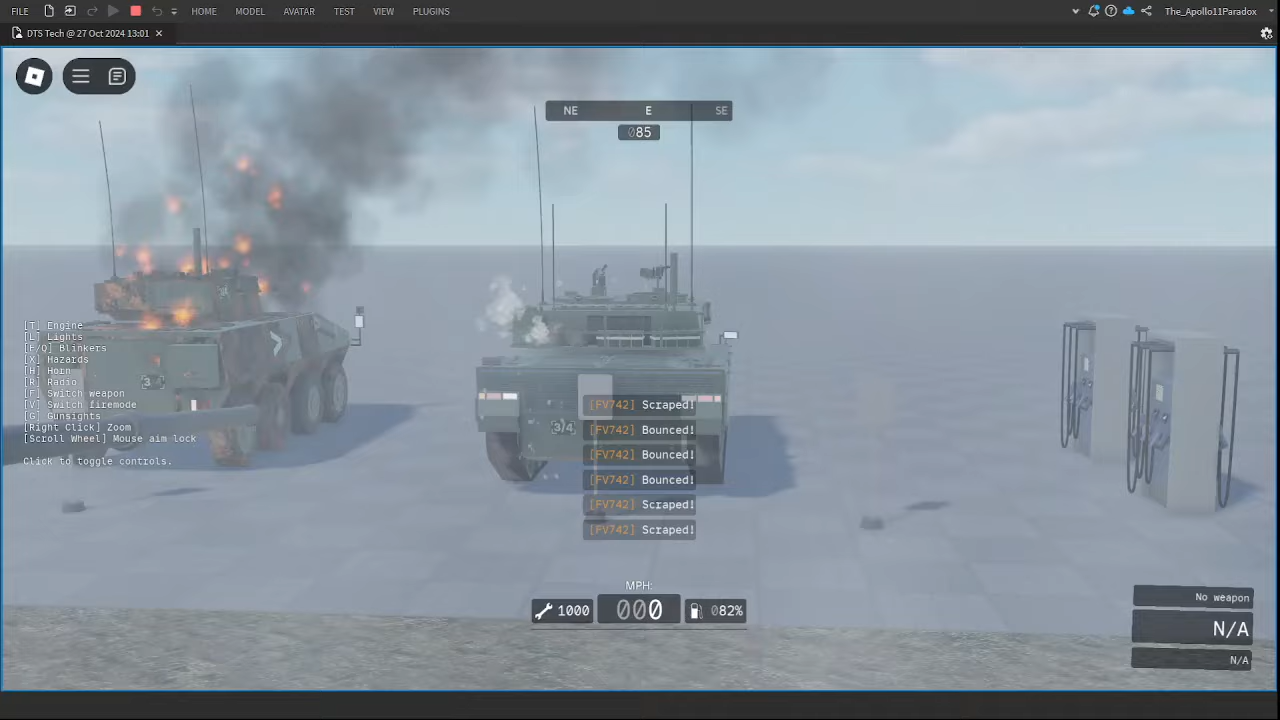 FILE HOME MODEL AVATAR TEST VIEW PLUGINS The_Apollo11Paradox
DTS Tech @ 27 Oct 2024 13:01
NE E SE
085
[T] Engine
[L] Lights
[E/Q] Blinkers
[X] Hazards
[H] Horn
[R] Radio
[F] Switch weapon
[V] Switch firemode
[G] Gunsights
[Right Click] Zoom
[Scroll Wheel] Mouse aim lock
Click to toggle controls.
3
3/4
[FV742] Scraped!
[FV742] Bounced!
[FV742] Bounced!
[FV742] Bounced!
[FV742] Scraped!
[FV742] Scraped!
MPH:
1000 000 082%
No weapon
N/A
N/A